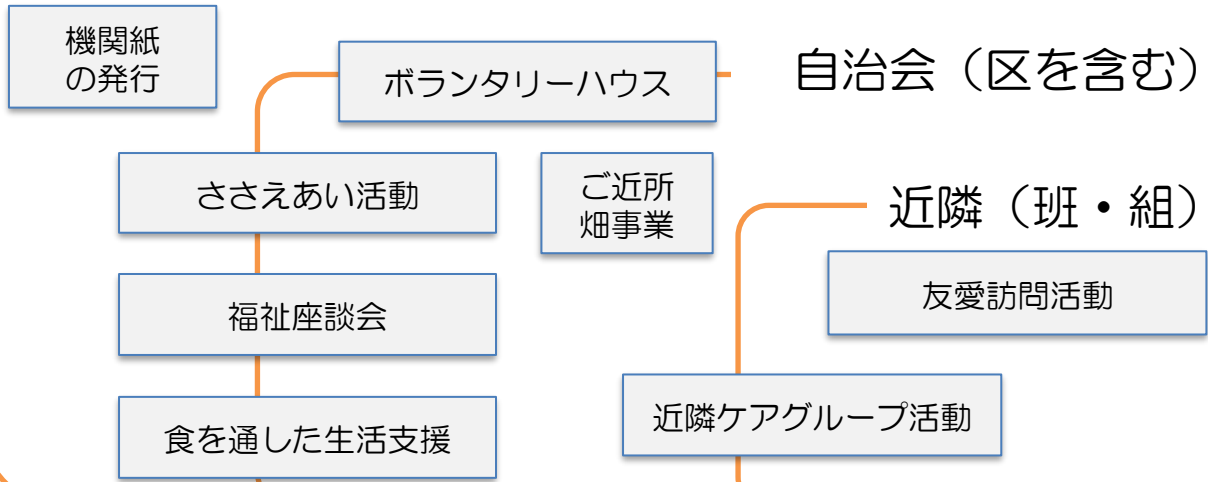 機関紙
の発行
ボランタリーハウス
自治会（区を含む）
ささえあい活動
ご近所
畑事業
近隣（班・組）
福祉座談会
友愛訪問活動
食を通した生活支援
近隣ケアグループ活動